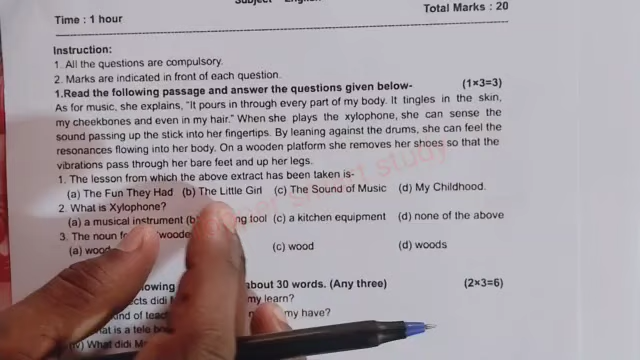 Subject - English
Time : 1 hour
Total Marks : 20
Instruction:
1. All the questions are compulsory.
2. Marks are indicated in front of each question.
1.Read the following passage and answer the questions given below- (1×3=3)
As for music, she explains, "It pours in through every part of my body. It tingles in the skin,
my cheekbones and even in my hair." When she plays the xylophone, she can sense the
sound passing up the stick into her fingertips. By leaning against the drums, she can feel the
resonances flowing into her body. On a wooden platform she removes her shoes so that the
vibrations pass through her bare feet and up her legs.
1. The lesson from which the above extract has been taken is-
(a) The Fun They Had (b) The Little Girl (c) The Sound of Music (d) My Childhood.
2. What is Xylophone?
(a) a musical instrument (b) tool (c) a kitchen equipment (d) none of the above
3. The noun
(a) (c) wood (d) woods
about 30 words. (Any three) (2×3=6)
my learn?
my have?
is a tele
(iv) What did